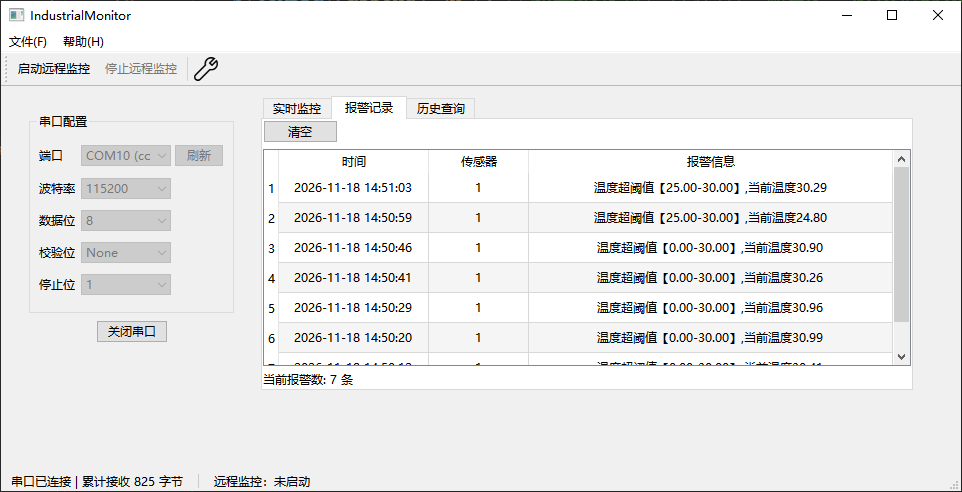 IndustrialMonitor
文件(F) 帮助(H)
启动远程监控 停止远程监控
串口配置
端口 COM10 (cc 刷新
波特率 115200
数据位 8
校验位 None
停止位 1
关闭串口
实时监控 报警记录 历史查询
清空
时间 传感器 报警信息
1 2026-11-18 14:51:03 1 温度超阈值【25.00-30.00】,当前温度30.29
2 2026-11-18 14:50:59 1 温度超阈值【25.00-30.00】,当前温度24.80
3 2026-11-18 14:50:46 1 温度超阈值【0.00-30.00】,当前温度30.90
4 2026-11-18 14:50:41 1 温度超阈值【0.00-30.00】,当前温度30.26
5 2026-11-18 14:50:29 1 温度超阈值【0.00-30.00】,当前温度30.96
6 2026-11-18 14:50:20 1 温度超阈值【0.00-30.00】,当前温度30.99
当前报警数: 7 条
串口已连接 | 累计接收 825 字节 远程监控：未启动